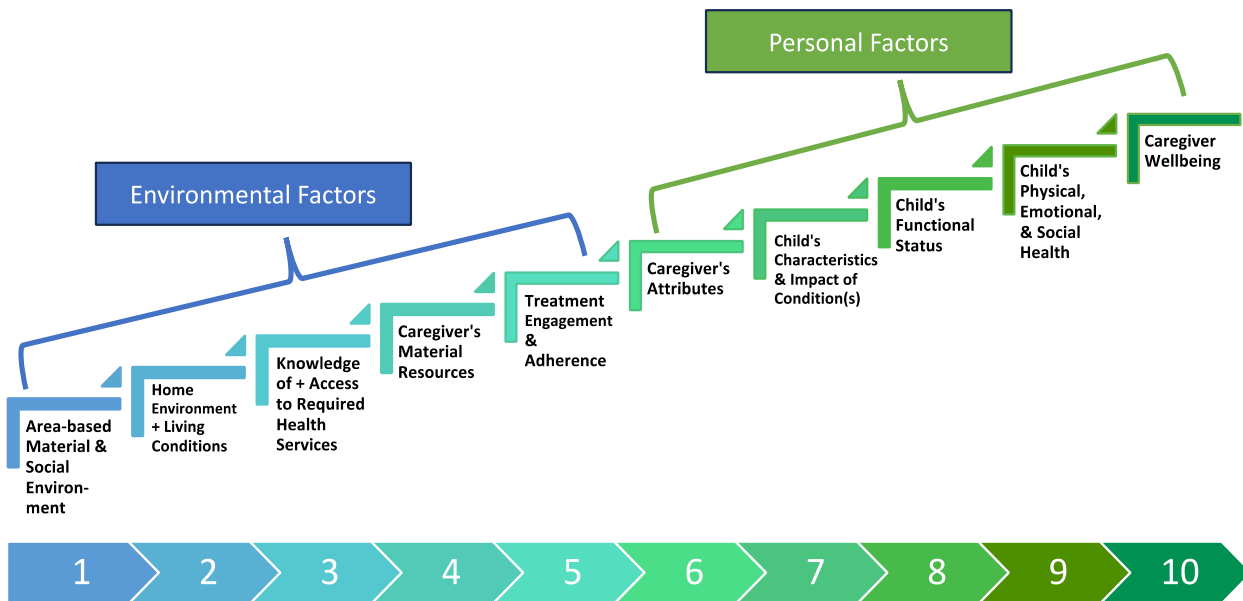 Personal Factors
Environmental Factors
Area-based
Material &
Social
Environ-
ment
Home
Environment
+ Living
Conditions
Knowledge
of + Access
to Required
Health
Services
Caregiver's
Material
Resources
Treatment
Engagement
&
Adherence
Caregiver's
Attributes
Child's
Characteristics
& Impact of
Condition(s)
Child's
Functional
Status
Child's
Physical,
Emotional,
& Social
Health
Caregiver
Wellbeing
1 2 3 4 5 6 7 8 9 10